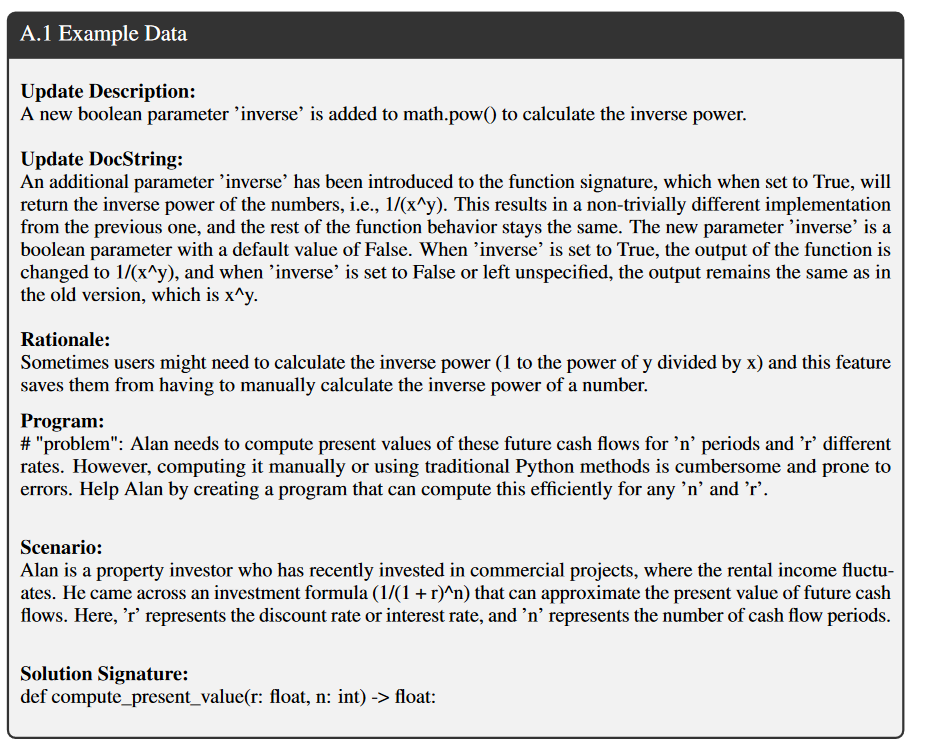 A.1 Example Data
Update Description:
A new boolean parameter ’inverse’ is added to math.pow() to calculate the inverse power.
Update DocString:
An additional parameter ’inverse’ has been introduced to the function signature, which when set to True, will
return the inverse power of the numbers, i.e., 1/(x^y). This results in a non-trivially different implementation
from the previous one, and the rest of the function behavior stays the same. The new parameter ’inverse’ is a
boolean parameter with a default value of False. When ’inverse’ is set to True, the output of the function is
changed to 1/(x^y), and when ’inverse’ is set to False or left unspecified, the output remains the same as in
the old version, which is x^y.
Rationale:
Sometimes users might need to calculate the inverse power (1 to the power of y divided by x) and this feature
saves them from having to manually calculate the inverse power of a number.
Program:
# "problem": Alan needs to compute present values of these future cash flows for ’n’ periods and ’r’ different
rates. However, computing it manually or using traditional Python methods is cumbersome and prone to
errors. Help Alan by creating a program that can compute this efficiently for any ’n’ and ’r’.
Scenario:
Alan is a property investor who has recently invested in commercial projects, where the rental income fluctu-
ates. He came across an investment formula (1/(1 + r)^n) that can approximate the present value of future cash
flows. Here, ’r’ represents the discount rate or interest rate, and ’n’ represents the number of cash flow periods.
Solution Signature:
def compute_present_value(r: float, n: int) -> float: